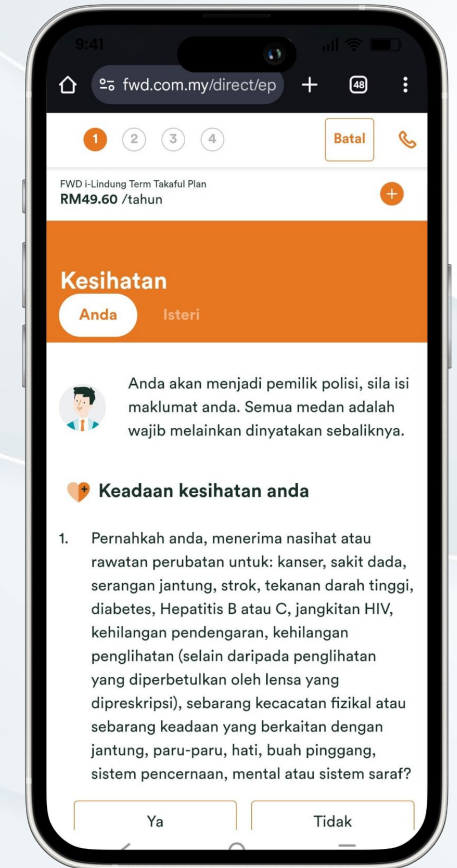 9:41
fwd.com.my/direct/ep
48
1 2 3 4
Batal
FWD i-Lindung Term Takaful Plan
RM49.60 /tahun
Kesihatan
Anda
Isteri
Anda akan menjadi pemilik polisi, sila isi
maklumat anda. Semua medan adalah
wajib melainkan dinyatakan sebaliknya.
Keadaan kesihatan anda
1. Pernahkah anda, menerima nasihat atau
rawatan perubatan untuk: kanser, sakit dada,
serangan jantung, strok, tekanan darah tinggi,
diabetes, Hepatitis B atau C, jangkitan HIV,
kehilangan pendengaran, kehilangan
penglihatan (selain daripada penglihatan
yang diperbetulkan oleh lensa yang
dipreskripsi), sebarang kecacatan fizikal atau
sebarang keadaan yang berkaitan dengan
jantung, paru-paru, hati, buah pinggang,
sistem pencernaan, mental atau sistem saraf?
Ya
Tidak